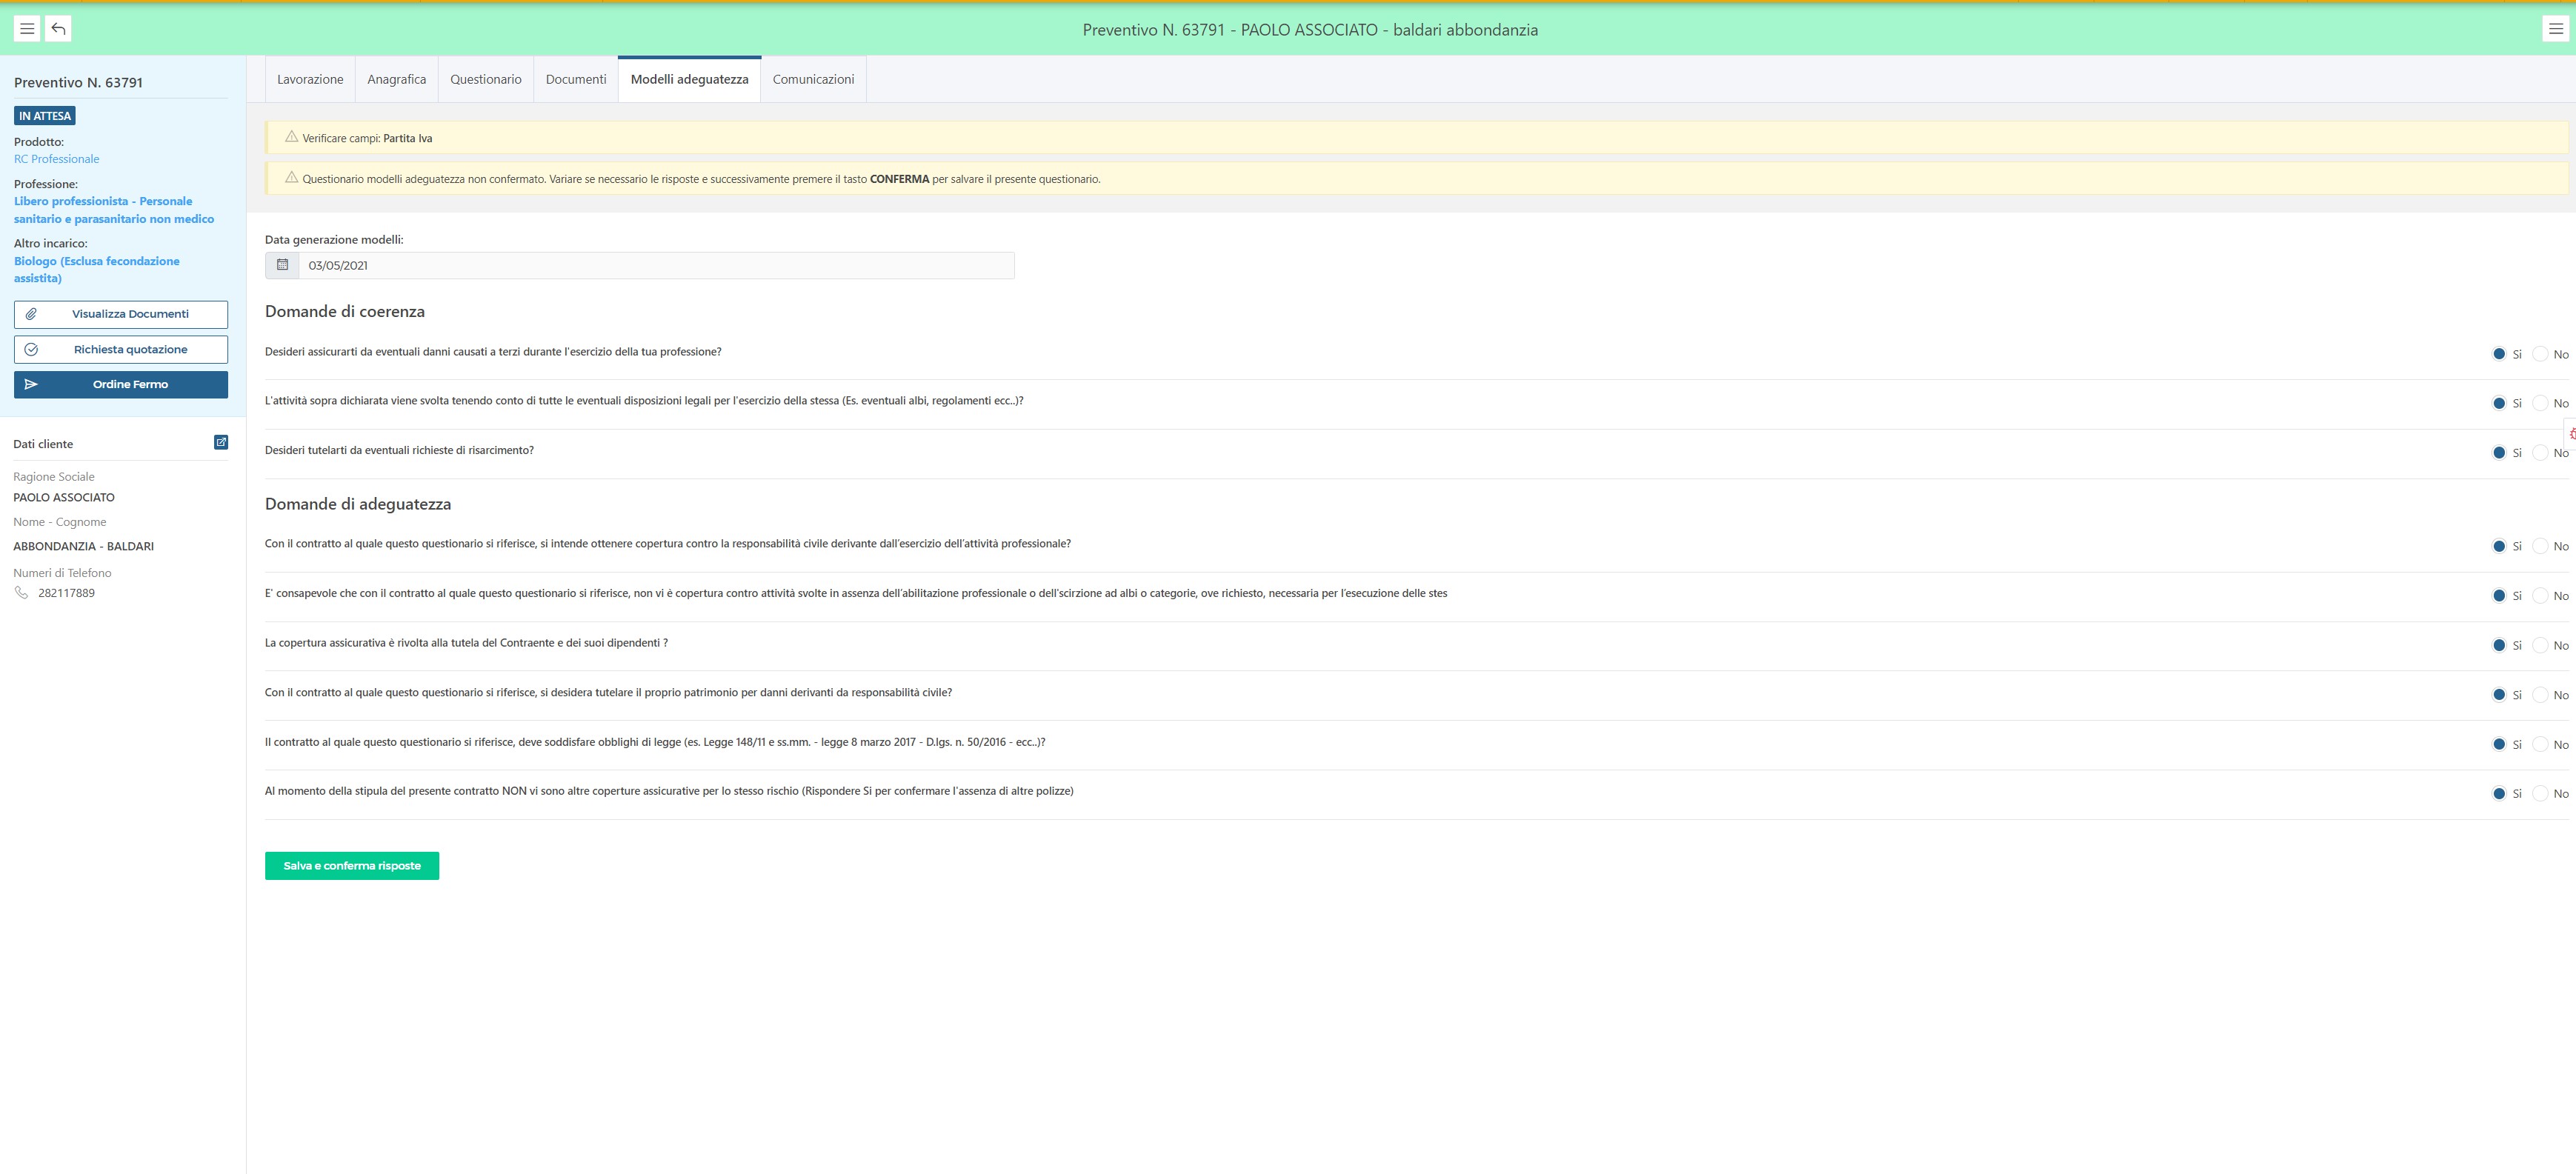 Preventivo N. 63791 - PAOLO ASSOCIATO - baldari abbondanzia
Preventivo N. 63791
IN ATTESA
Prodotto:
RC Professionale
Professione:
Libero professionista - Personale
sanitario e parasanitario non medico
Altro incarico:
Biologo (Esclusa fecondazione
assistita)
Visualizza Documenti
Richiesta quotazione
Ordine Fermo
Dati cliente
Ragione Sociale
PAOLO ASSOCIATO
Nome - Cognome
ABBONDANZIA - BALDARI
Numeri di Telefono
282117889
Lavorazione Anagrafica Questionario Documenti Modelli adeguatezza Comunicazioni
Verificare campi: Partita Iva
Questionario modelli adeguatezza non confermato. Variare se necessario le risposte e successivamente premere il tasto CONFERMA per salvare il presente questionario.
Data generazione modelli:
03/05/2021
Domande di coerenza
Desideri assicurarti da eventuali danni causati a terzi durante l'esercizio della tua professione? Si No
L'attività sopra dichiarata viene svolta tenendo conto di tutte le eventuali disposizioni legali per l'esercizio della stessa (Es. eventuali albi, regolamenti ecc..)? Si No
Desideri tutelarti da eventuali richieste di risarcimento? Si No
Domande di adeguatezza
Con il contratto al quale questo questionario si riferisce, si intende ottenere copertura contro la responsabilità civile derivante dall'esercizio dell'attività professionale? Si No
E' consapevole che con il contratto al quale questo questionario si riferisce, non vi è copertura contro attività svolte in assenza dell'abilitazione professionale o dell'scirzione ad albi o categorie, ove richiesto, necessaria per l'esecuzione delle stes Si No
La copertura assicurativa è rivolta alla tutela del Contraente e dei suoi dipendenti ? Si No
Con il contratto al quale questo questionario si riferisce, si desidera tutelare il proprio patrimonio per danni derivanti da responsabilità civile? Si No
Il contratto al quale questo questionario si riferisce, deve soddisfare obblighi di legge (es. Legge 148/11 e ss.mm. - legge 8 marzo 2017 - D.lgs. n. 50/2016 - ecc..)? Si No
Al momento della stipula del presente contratto NON vi sono altre coperture assicurative per lo stesso rischio (Rispondere Si per confermare l'assenza di altre polizze) Si No
Salva e conferma risposte